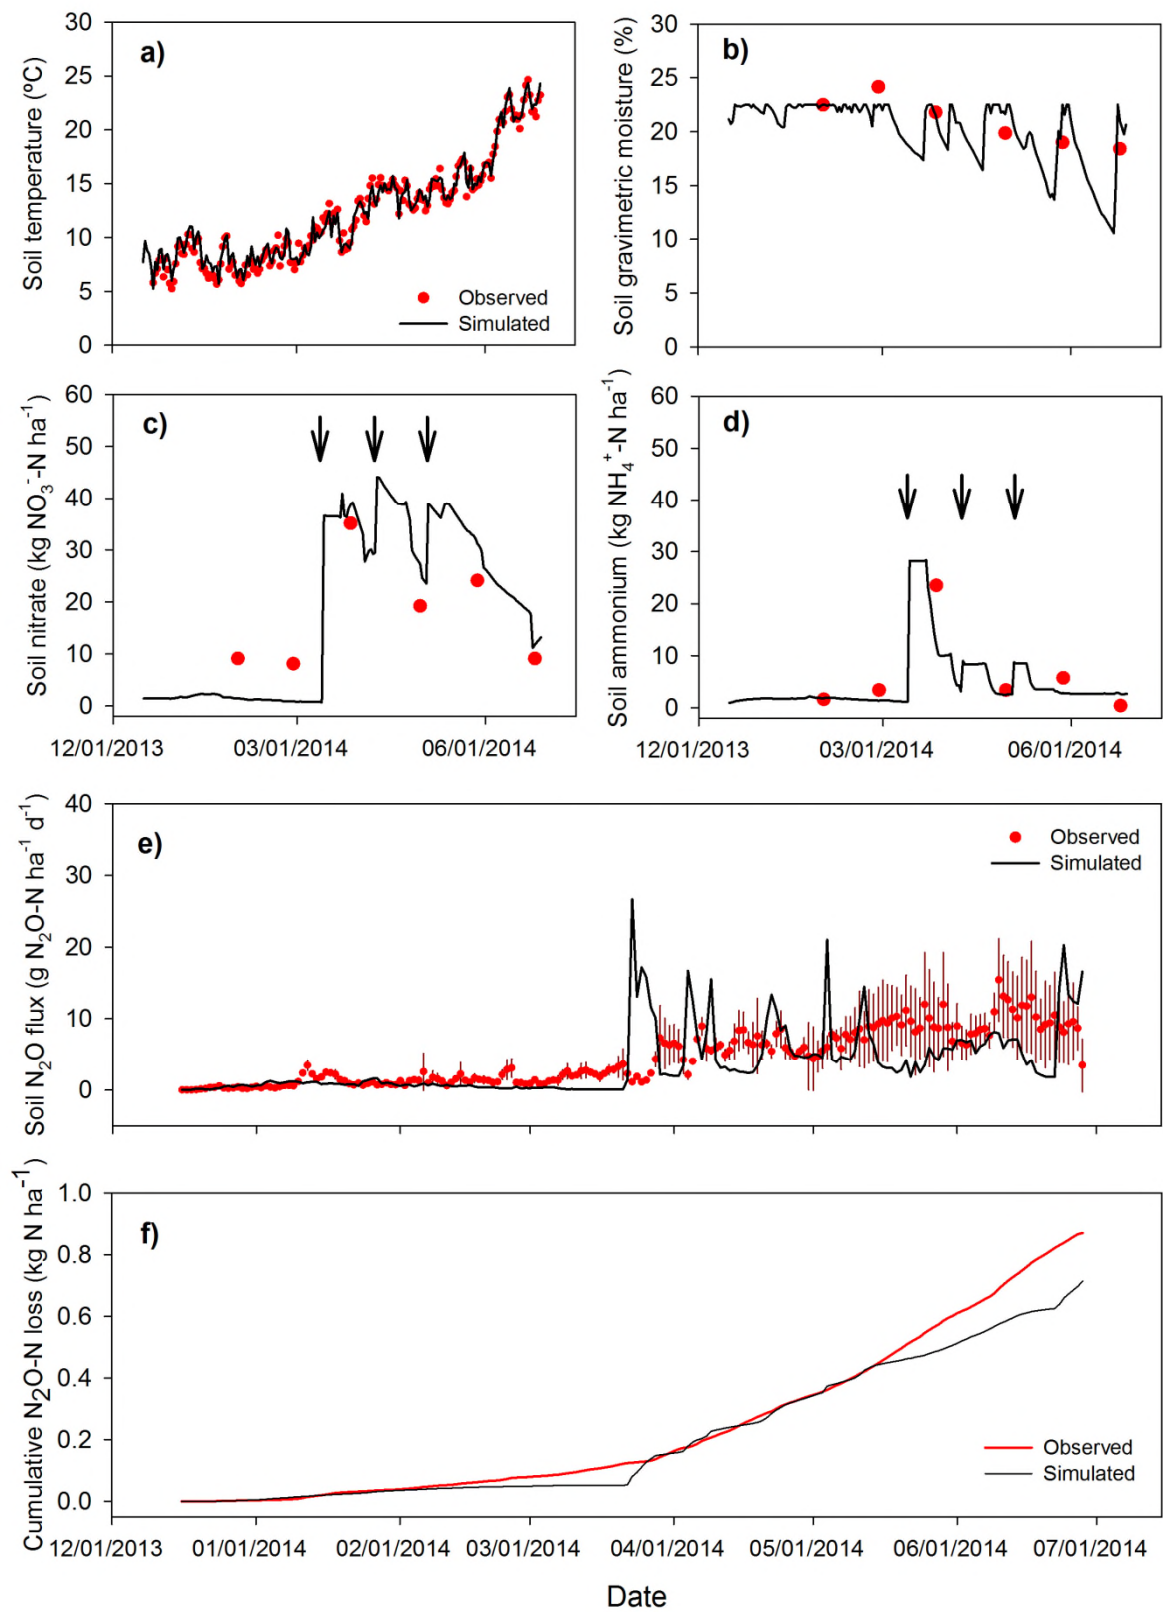 a)
Soil temperature (ºC)
30
25
20
15
10
5
0
Observed
Simulated
b)
Soil gravimetric moisture (%)
30
25
20
15
10
5
0
c)
Soil nitrate (kg NO₃⁻-N ha⁻¹)
60
50
40
30
20
10
0
12/01/2013 03/01/2014 06/01/2014
d)
Soil ammonium (kg NH₄⁺-N ha⁻¹)
60
50
40
30
20
10
0
12/01/2013 03/01/2014 06/01/2014
e)
Soil N₂O flux (g N₂O-N ha⁻¹ d⁻¹)
40
30
20
10
0
Observed
Simulated
f)
Cumulative N₂O-N loss (kg N ha⁻¹)
1.0
0.8
0.6
0.4
0.2
0.0
Observed
Simulated
12/01/2013 01/01/2014 02/01/2014 03/01/2014 04/01/2014 05/01/2014 06/01/2014 07/01/2014
Date